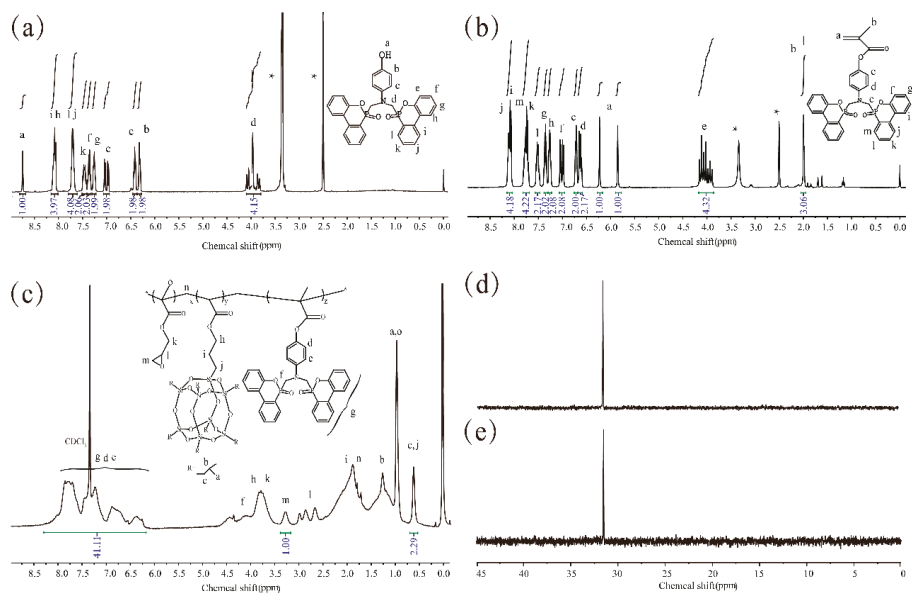 (a)
a
OH
b
c
N
d
e
f
g
h
O
P
O
i
j
k
l
*
*
a
i h
l j
k
f
g
e
c
b
d
1.00
3.97
4.08
2.06
2.03
1.99
1.98
1.98
1.98
4.15
8.5 8.0 7.5 7.0 6.5 6.0 5.5 5.0 4.5 4.0 3.5 3.0 2.5 2.0 1.5 1.0 0.5 0.0
Chemcal shift(ppm)
(b)
a
b
O
O
c
d
N
e
f
g
h
i
j
k
l
m
j
i
m
k
l
g
h
f
c
d
a
e
*
*
b
4.18
4.22
2.17
2.02
2.08
2.08
2.00
2.17
1.00
1.00
4.32
3.06
8.5 8.0 7.5 7.0 6.5 6.0 5.5 5.0 4.5 4.0 3.5 3.0 2.5 2.0 1.5 1.0 0.5 0.0
Chemcal shift(ppm)
(c)
n
x
y
z
O
k
l
m
h
i
j
R
d
e
f
g
R
b
c
a
CDCl3
g d e
f
h
k
m
l
i
n
b
a,o
c,j
41.11
1.00
2.29
8.5 8.0 7.5 7.0 6.5 6.0 5.5 5.0 4.5 4.0 3.5 3.0 2.5 2.0 1.5 1.0 0.5 0.0
Chemcal shift(ppm)
(d)
(e)
45 40 35 30 25 20 15 10 5 0
Chemcal shift(ppm)